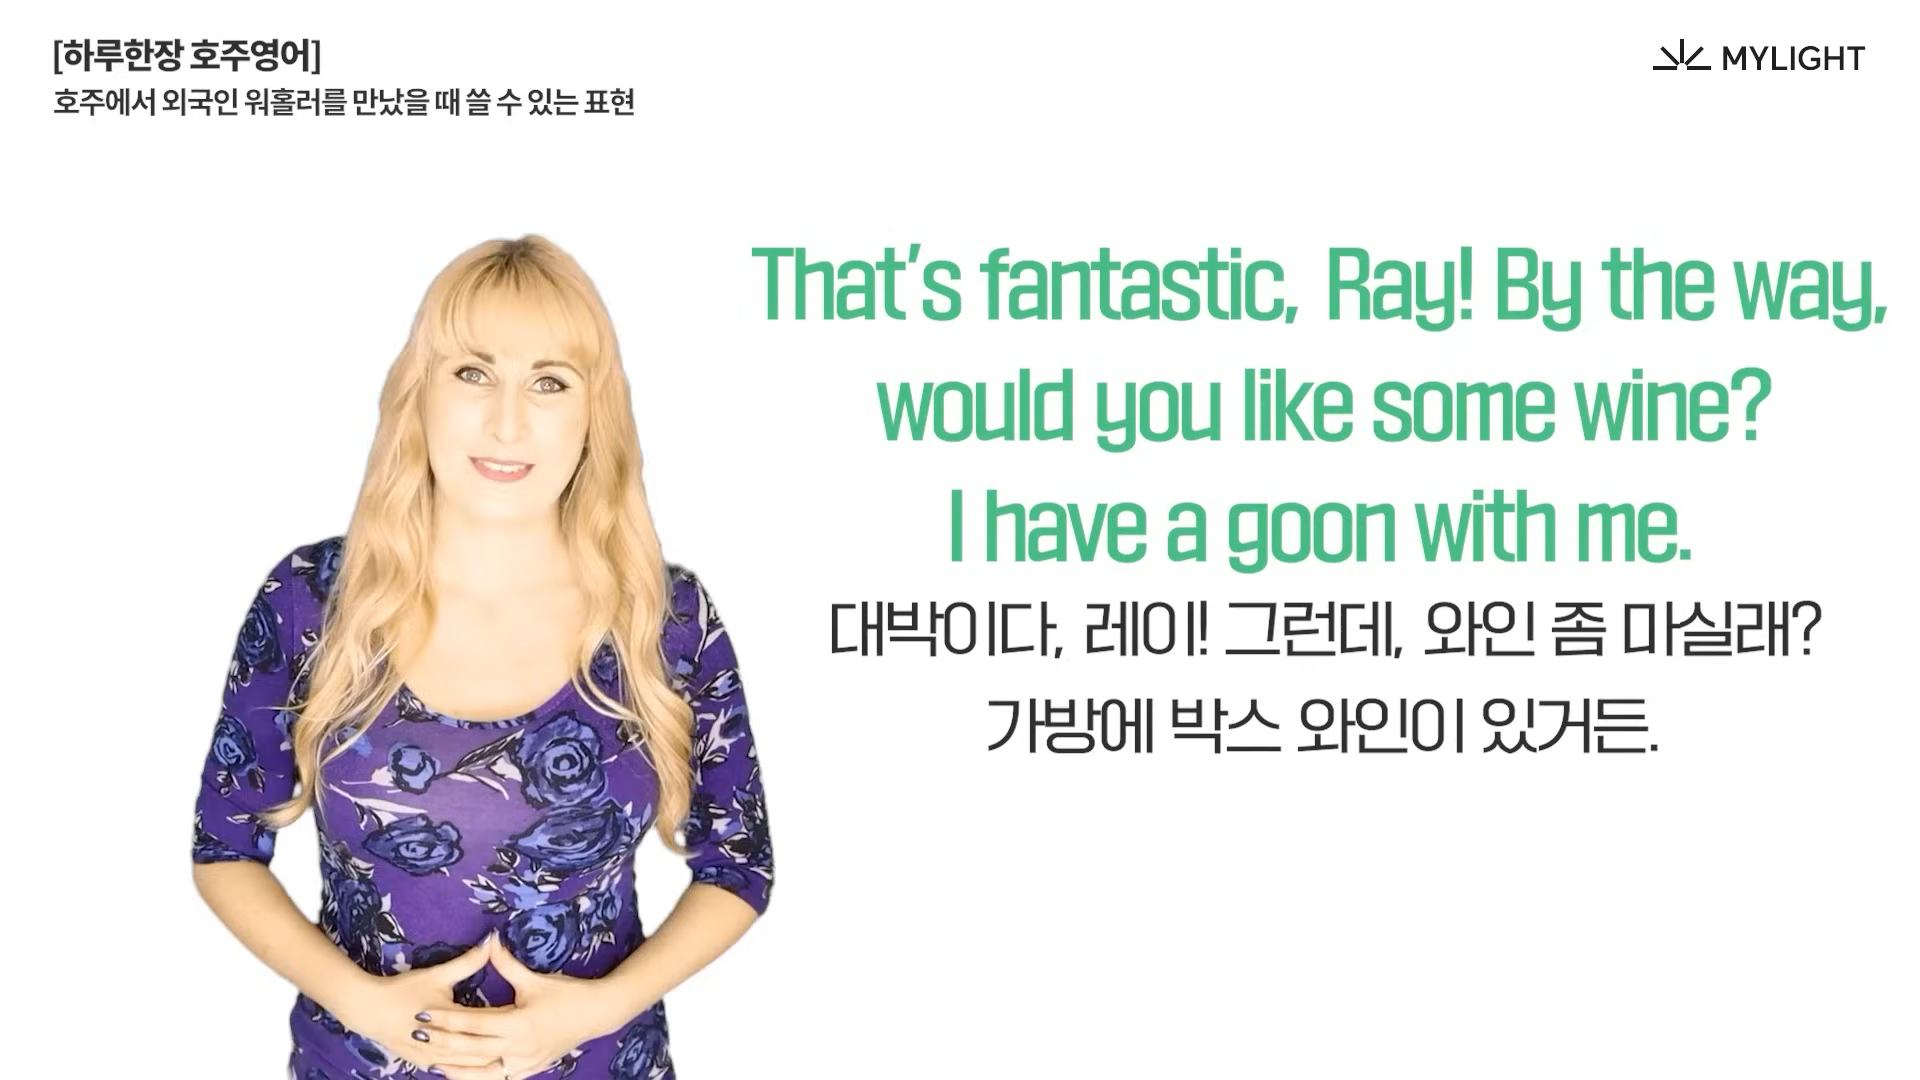 [하루한장 호주영어]
호주에서 외국인 워홀러를 만났을 때 쓸 수 있는 표현
MYLIGHT
That's fantastic, Ray! By the way,
would you like some wine?
I have a goon with me.
대박이다, 레이! 그런데, 와인 좀 마실래?
가방에 박스 와인이 있거든.